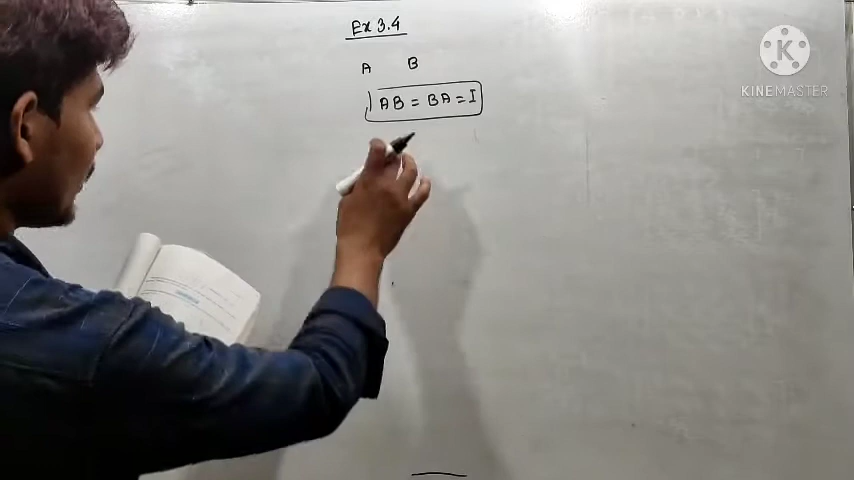 Ex 3.4
A B
AB = BA = I
K
KINEMASTER